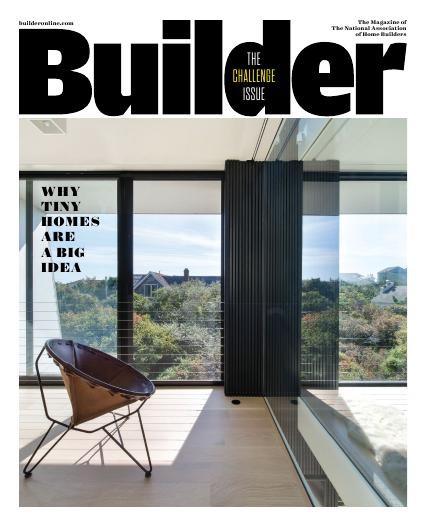 builderonline.com
The Magazine of
The National Association
of Home Builders
Builder
THE
CHALLENGE
ISSUE
WHY
TINY
HOMES
ARE
A BIG
IDEA